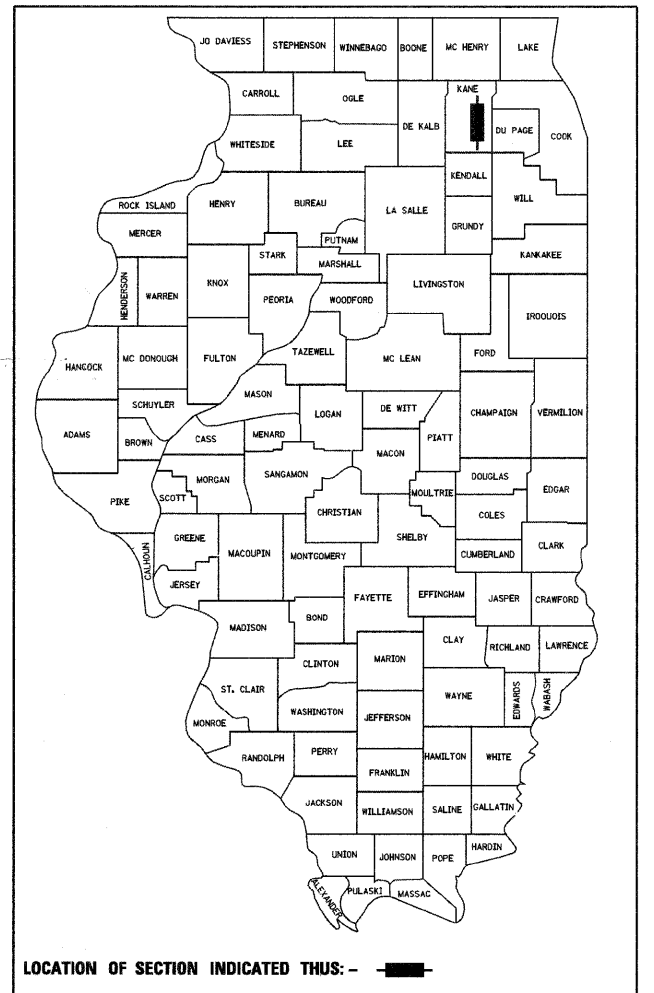 JO DAVIESS STEPHENSON WINNEBAGO BOONE MC HENRY LAKE
CARROLL OGLE DE KALB KANE DU PAGE COOK
WHITESIDE LEE KENDALL WILL
ROCK ISLAND HENRY BUREAU LA SALLE GRUNDY
MERCER PUTNAM KANKAKEE
HENDERSON WARREN KNOX STARK MARSHALL LIVINGSTON IROQUOIS
PEORIA WOODFORD
HANCOCK MC DONOUGH FULTON TAZEWELL MC LEAN FORD
SCHUYLER MASON LOGAN DE WITT CHAMPAIGN VERMILION
ADAMS BROWN CASS MENARD MACON PIATT
PIKE SCOTT MORGAN SANGAMON CHRISTIAN MOULTRIE DOUGLAS EDGAR
CALHOUN GREENE MACOUPIN MONTGOMERY SHELBY COLES
JERSEY CUMBERLAND CLARK
MADISON BOND FAYETTE EFFINGHAM JASPER CRAWFORD
CLINTON MARION CLAY RICHLAND LAWRENCE
ST. CLAIR WASHINGTON JEFFERSON WAYNE EDWARDS WABASH
MONROE
RANDOLPH PERRY FRANKLIN HAMILTON WHITE
JACKSON WILLIAMSON SALINE GALLATIN
UNION JOHNSON POPE HARDIN
ALEXANDER PULASKI MASSAC
LOCATION OF SECTION INDICATED THUS: -